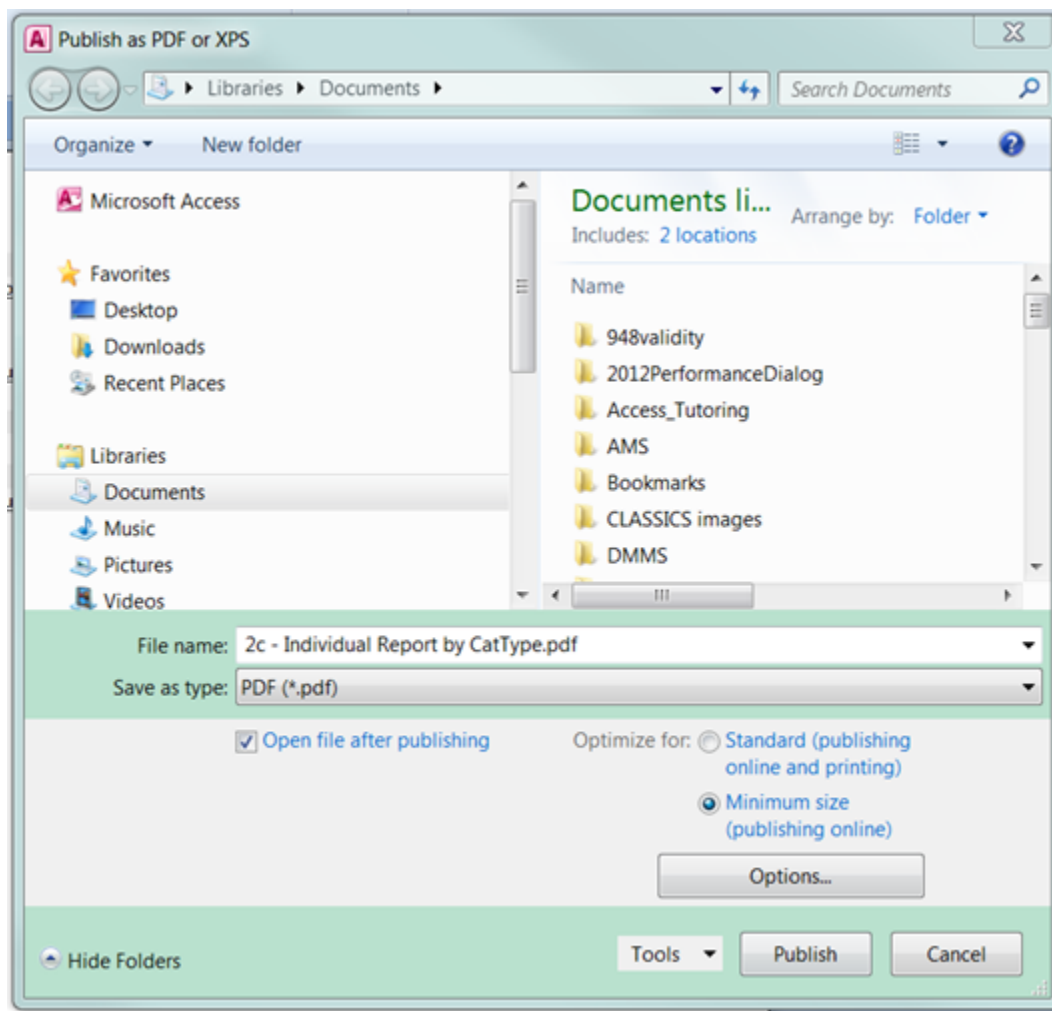 Publish as PDF or XPS
Libraries Documents
Search Documents
Organize
New folder
Microsoft Access
Favorites
Desktop
Downloads
Recent Places
Libraries
Documents
Music
Pictures
Videos
Documents li...
Includes: 2 locations
Arrange by: Folder
Name
948validity
2012PerformanceDialog
Access_Tutoring
AMS
Bookmarks
CLASSICS images
DMMS
File name: 2c - Individual Report by CatType.pdf
Save as type: PDF (*.pdf)
Open file after publishing
Optimize for: Standard (publishing
online and printing)
Minimum size
(publishing online)
Options...
Hide Folders
Tools
Publish
Cancel